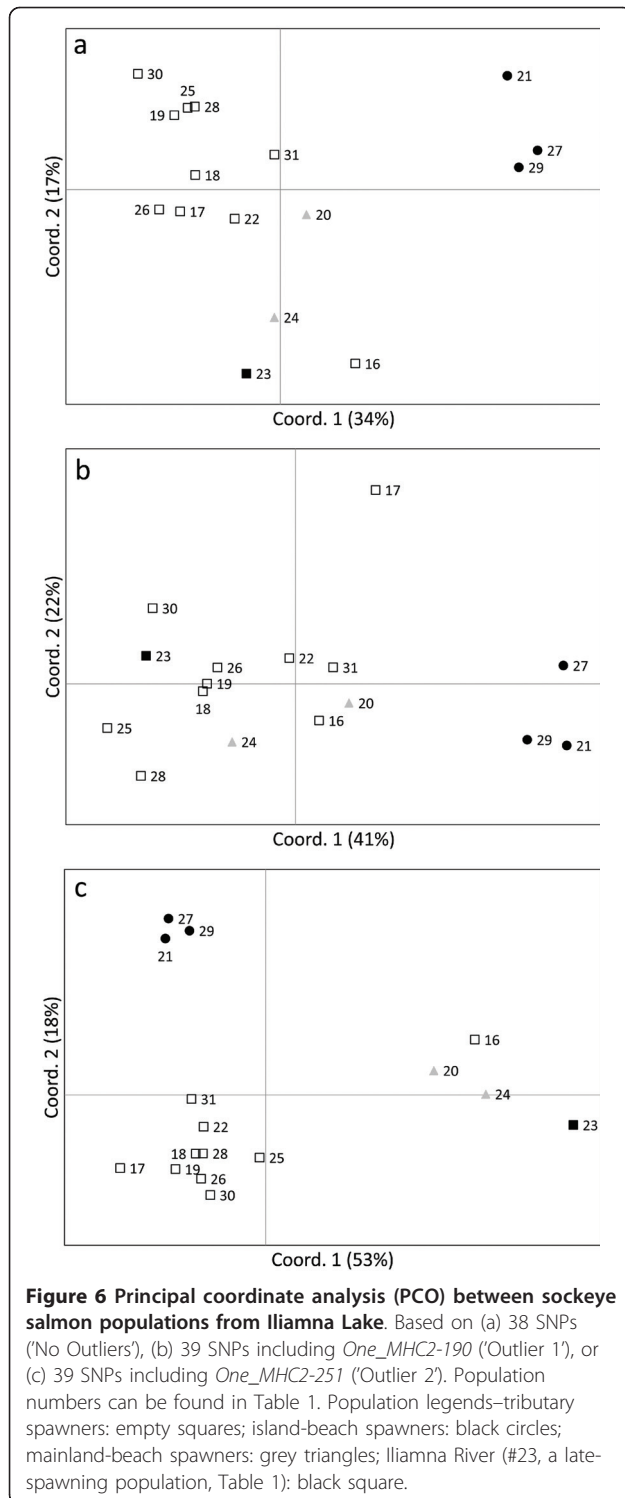 a
30
25
28
19
21
31
27
29
18
26
17
22
20
24
23
16
Coord. 2 (17%)
Coord. 1 (34%)
b
17
30
23
26
22
31
27
19
18
20
16
25
24
29
21
28
Coord. 2 (22%)
Coord. 1 (41%)
c
27
29
21
16
20
24
31
23
22
18
28
25
17
19
26
30
Coord. 2 (18%)
Coord. 1 (53%)
Figure 6 Principal coordinate analysis (PCO) between sockeye
salmon populations from Iliamna Lake. Based on (a) 38 SNPs
('No Outliers'), (b) 39 SNPs including One_MHC2-190 ('Outlier 1'), or
(c) 39 SNPs including One_MHC2-251 ('Outlier 2'). Population
numbers can be found in Table 1. Population legends–tributary
spawners: empty squares; island-beach spawners: black circles;
mainland-beach spawners: grey triangles; Iliamna River (#23, a late-
spawning population, Table 1): black square.